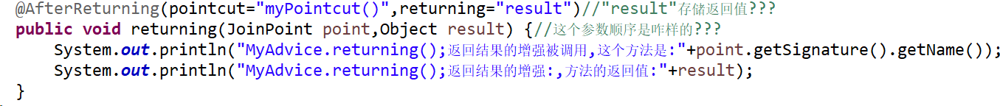 @AfterReturning(pointcut="myPointcut()",returning="result")//"result"存储返回值???
public void returning(JoinPoint point,Object result) {//这个参数顺序是咋样的???
System.out.println("MyAdvice.returning();返回结果的增强被调用,这个方法是:"+point.getSignature().getName());
System.out.println("MyAdvice.returning();返回结果的增强:,方法的返回值:"+result);
}